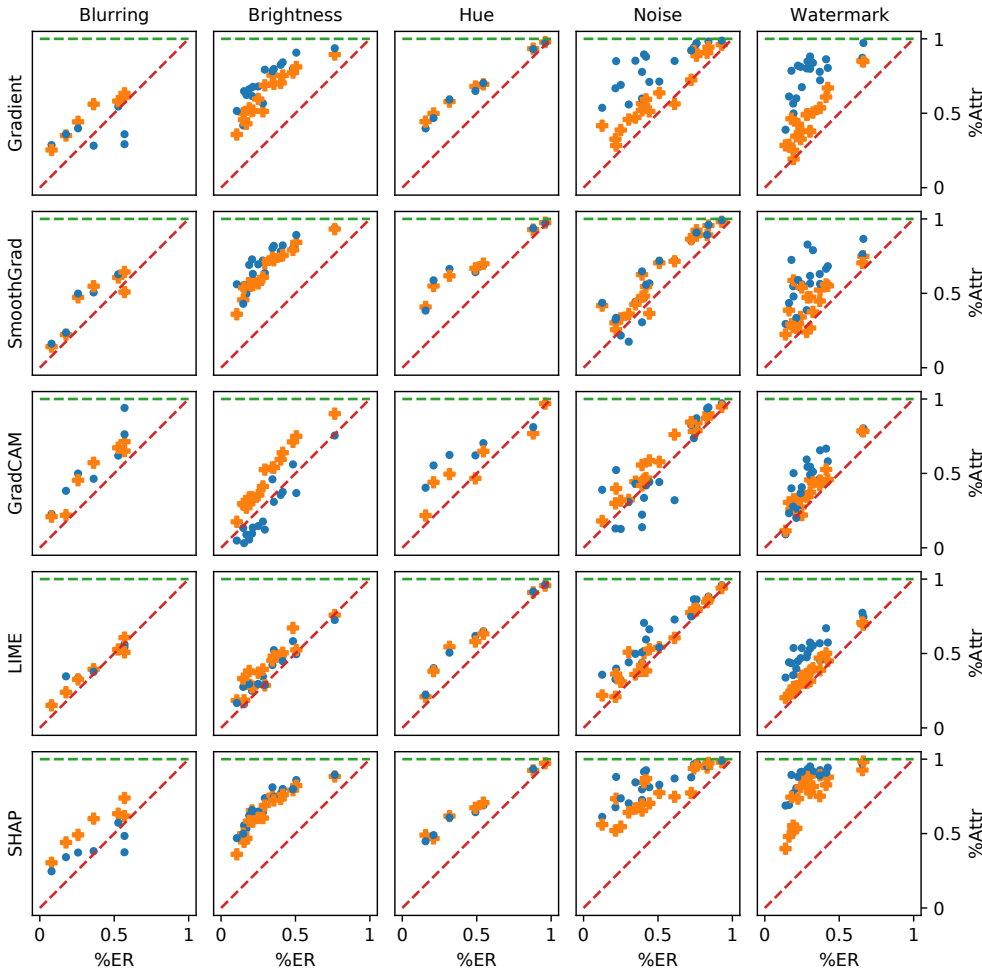 Blurring Brightness Hue Noise Watermark
Gradient 1 0.5 0 %Attr
SmoothGrad 1 0.5 0 %Attr
GradCAM 1 0.5 0 %Attr
LIME 1 0.5 0 %Attr
SHAP 1 0.5 0 %Attr
0 0.5 1 0 0.5 1 0 0.5 1 0 0.5 1 0 0.5 1
%ER %ER %ER %ER %ER